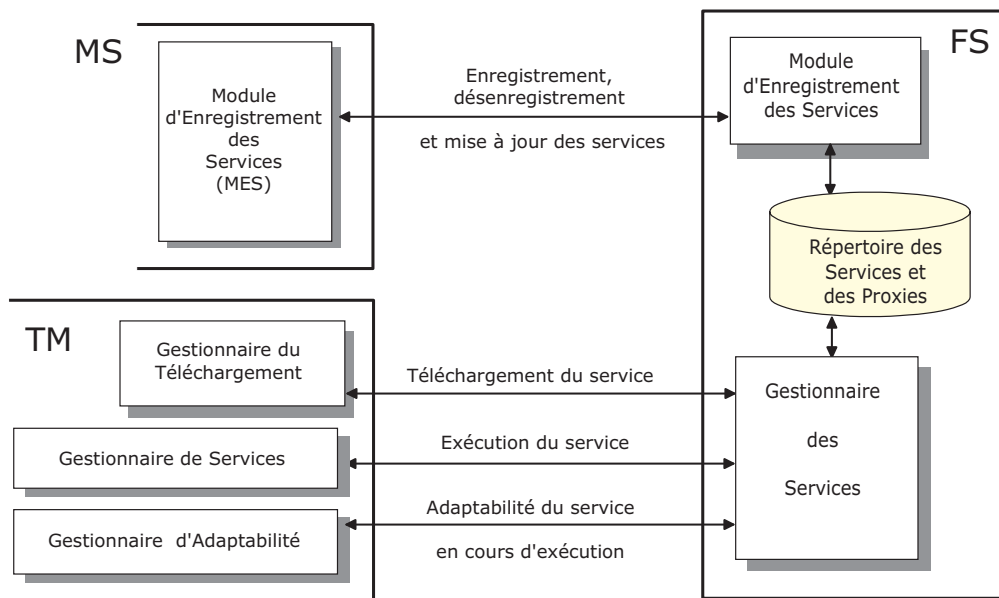 MS
Module
d'Enregistrement
des
Services
(MES)
Enregistrement,
désenregistrement
et mise à jour des services
FS
Module
d'Enregistrement
des Services
Répertoire des
Services et
des Proxies
TM
Gestionnaire du
Téléchargement
Téléchargement du service
Gestionnaire de Services
Exécution du service
Gestionnaire d'Adaptabilité
Adaptabilité du service
en cours d'exécution
Gestionnaire
des
Services